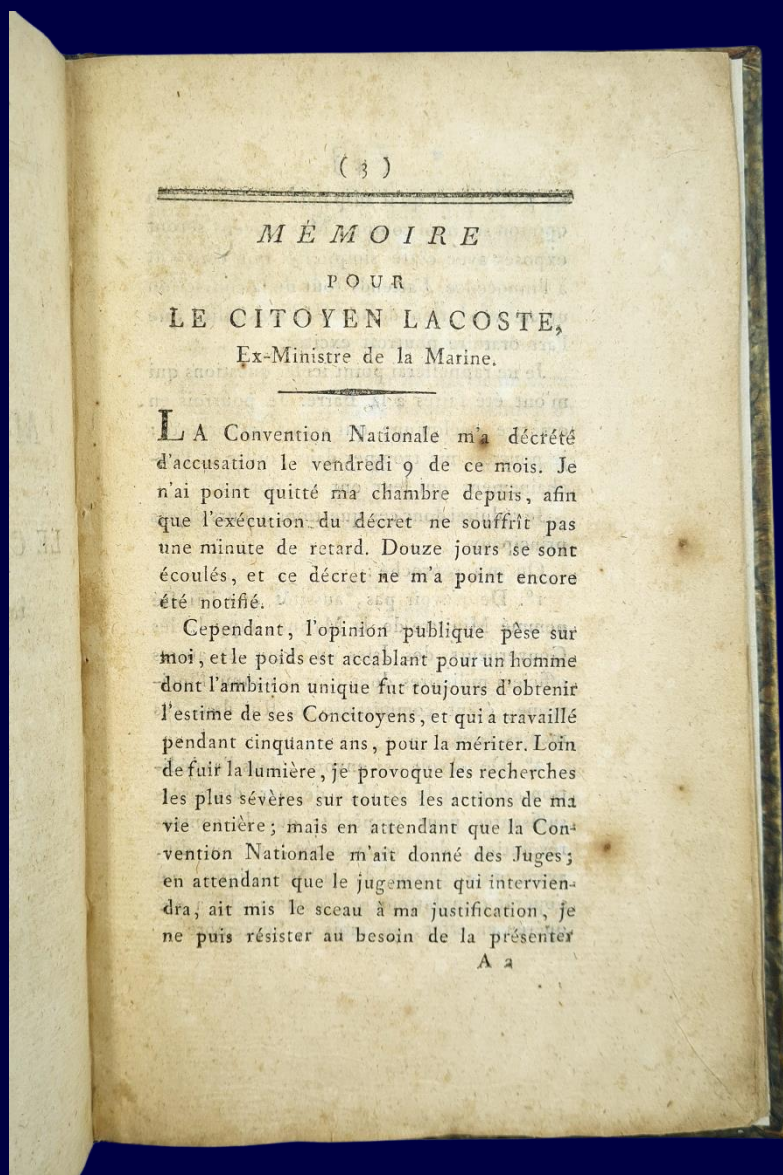 ( 3 )
MÉMOIRE
POUR
LE CITOYEN LACOSTE,
Ex-Ministre de la Marine.
LA Convention Nationale m'a décrété
d'accusation le vendredi 9 de ce mois. Je
n'ai point quitté ma chambre depuis, afin
que l'exécution du décret ne souffrît pas
une minute de retard. Douze jours se sont
écoulés, et ce décret ne m'a point encore
été notifié.
Cependant, l'opinion publique pèse sur
moi, et le poids est accablant pour un homme
dont l'ambition unique fut toujours d'obtenir
l'estime de ses Concitoyens, et qui a travaillé
pendant cinquante ans, pour la mériter. Loin
de fuir la lumière, je provoque les recherches
les plus sévères sur toutes les actions de ma
vie entière; mais en attendant que la Con-
vention Nationale m'ait donné des Juges;
en attendant que le jugement qui intervien-
dra, ait mis le sceau à ma justification, je
ne puis résister au besoin de la présenter
A 2